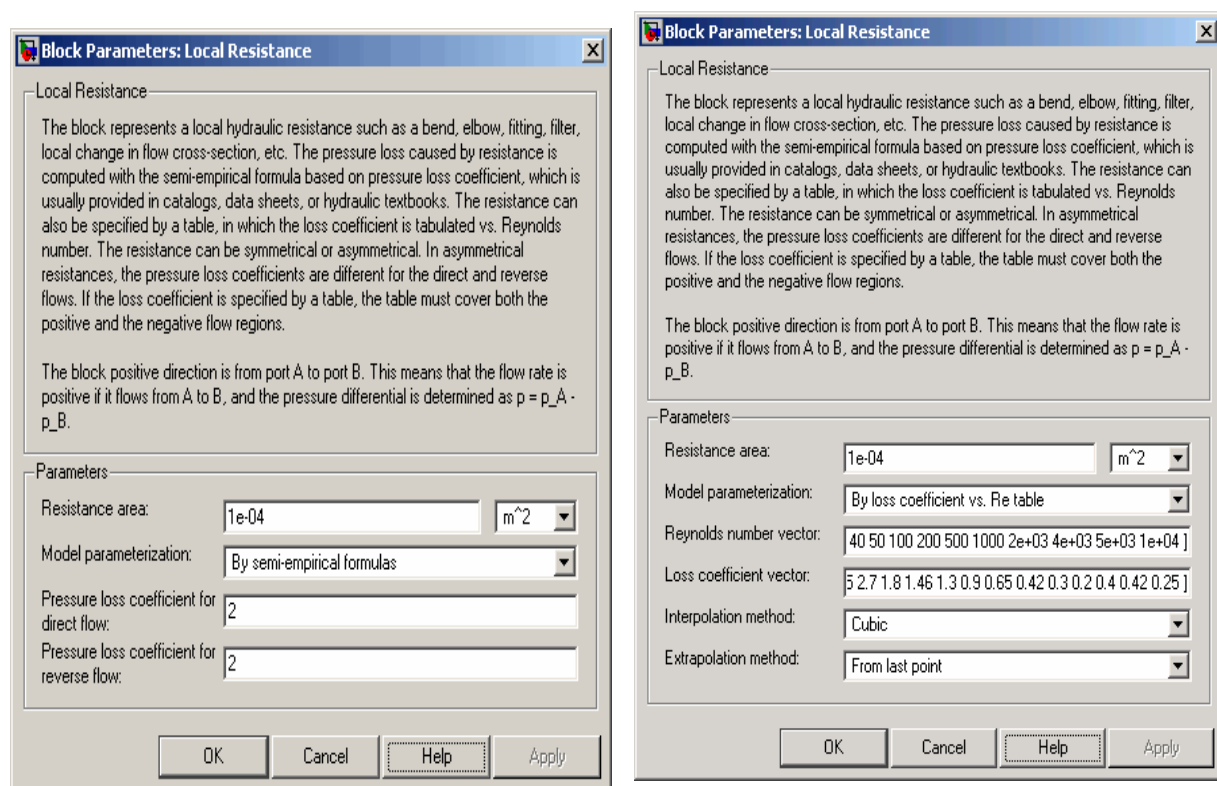 Block Parameters: Local Resistance
Local Resistance
The block represents a local hydraulic resistance such as a bend, elbow, fitting, filter,
local change in flow cross-section, etc. The pressure loss caused by resistance is
computed with the semi-empirical formula based on pressure loss coefficient, which is
usually provided in catalogs, data sheets, or hydraulic textbooks. The resistance can
also be specified by a table, in which the loss coefficient is tabulated vs. Reynolds
number. The resistance can be symmetrical or asymmetrical. In asymmetrical
resistances, the pressure loss coefficients are different for the direct and reverse
flows. If the loss coefficient is specified by a table, the table must cover both the
positive and the negative flow regions.
The block positive direction is from port A to port B. This means that the flow rate is
positive if it flows from A to B, and the pressure differential is determined as p = p_A -
p_B.
Parameters
Resistance area:
1e-04
m^2
Model parameterization:
By semi-empirical formulas
Pressure loss coefficient for
direct flow:
2
Pressure loss coefficient for
reverse flow:
2
OK
Cancel
Help
Apply
Block Parameters: Local Resistance
Local Resistance
The block represents a local hydraulic resistance such as a bend, elbow, fitting, filter,
local change in flow cross-section, etc. The pressure loss caused by resistance is
computed with the semi-empirical formula based on pressure loss coefficient, which is
usually provided in catalogs, data sheets, or hydraulic textbooks. The resistance can
also be specified by a table, in which the loss coefficient is tabulated vs. Reynolds
number. The resistance can be symmetrical or asymmetrical. In asymmetrical
resistances, the pressure loss coefficients are different for the direct and reverse
flows. If the loss coefficient is specified by a table, the table must cover both the
positive and the negative flow regions.
The block positive direction is from port A to port B. This means that the flow rate is
positive if it flows from A to B, and the pressure differential is determined as p = p_A -
p_B.
Parameters
Resistance area:
1e-04
m^2
Model parameterization:
By loss coefficient vs. Re table
Reynolds number vector:
40 50 100 200 500 1000 2e+03 4e+03 5e+03 1e+04 ]
Loss coefficient vector:
5 2.7 1.8 1.46 1.3 0.9 0.65 0.42 0.3 0.2 0.4 0.42 0.25 ]
Interpolation method:
Cubic
Extrapolation method:
From last point
OK
Cancel
Help
Apply